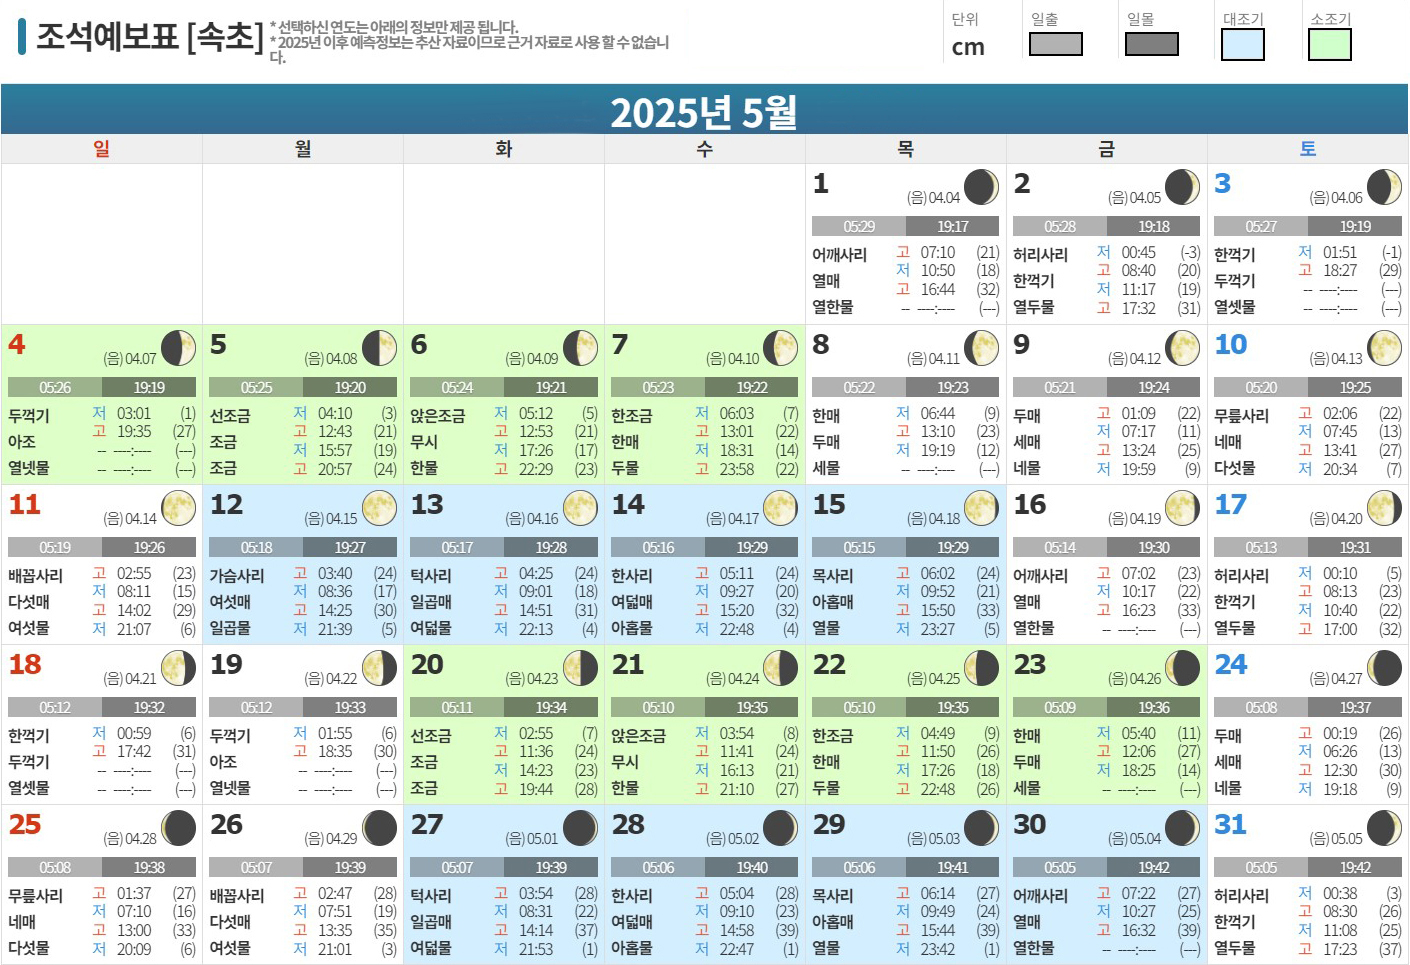 조석예보표 [속초]
* 선택하신 연도는 아래의 정보만 제공 됩니다.
* 2025년 이후 예측정보는 추산 자료이므로 근거 자료로 사용 할 수 없습니
다.
단위 일출 일몰 대조기 소조기
cm
2025년 5월
일 월 화 수 목 금 토
1 (음) 04.04
05:29 19:17
어깨사리
열매
열한물
고 07:10 (21)
저 10:50 (18)
고 16:44 (32)
-- ----:---- (---)
2 (음) 04.05
05:28 19:18
허리사리
한꺽기
열두물
저 00:45 (-3)
고 08:40 (20)
저 11:17 (19)
고 17:32 (31)
3 (음) 04.06
05:27 19:19
한꺽기
두꺽기
열셋물
저 01:51 (-1)
고 18:27 (29)
-- ----:---- (---)
-- ----:---- (---)
4 (음) 04.07
05:26 19:19
두꺽기
아조
열넷물
저 03:01 (1)
고 19:35 (27)
-- ----:---- (---)
-- ----:---- (---)
5 (음) 04.08
05:25 19:20
선조금
조금
조금
저 04:10 (3)
고 12:43 (21)
저 15:57 (19)
고 20:57 (24)
6 (음) 04.09
05:24 19:21
앉은조금
무시
한물
저 05:12 (5)
고 12:53 (21)
저 17:26 (17)
고 22:29 (23)
7 (음) 04.10
05:23 19:22
한조금
한매
두물
저 06:03 (7)
고 13:01 (22)
저 18:31 (14)
고 23:58 (22)
8 (음) 04.11
05:22 19:23
한매
두매
세물
저 06:44 (9)
고 13:10 (23)
저 19:19 (12)
-- ----:---- (---)
9 (음) 04.12
05:21 19:24
두매
세매
네물
고 01:09 (22)
저 07:17 (11)
고 13:24 (25)
저 19:59 (9)
10 (음) 04.13
05:20 19:25
무릎사리
네매
다섯물
고 02:06 (22)
저 07:45 (13)
고 13:41 (27)
저 20:34 (7)
11 (음) 04.14
05:19 19:26
배꼽사리
다섯매
여섯물
고 02:55 (23)
저 08:11 (15)
고 14:02 (29)
저 21:07 (6)
12 (음) 04.15
05:18 19:27
가슴사리
여섯매
일곱물
고 03:40 (24)
저 08:36 (17)
고 14:25 (30)
저 21:39 (5)
13 (음) 04.16
05:17 19:28
턱사리
일곱매
여덟물
고 04:25 (24)
저 09:01 (18)
고 14:51 (31)
저 22:13 (4)
14 (음) 04.17
05:16 19:29
한사리
여덟매
아홉물
고 05:11 (24)
저 09:27 (20)
고 15:20 (32)
저 22:48 (4)
15 (음) 04.18
05:15 19:29
목사리
아홉매
열물
고 06:02 (24)
저 09:52 (21)
고 15:50 (33)
저 23:27 (5)
16 (음) 04.19
05:14 19:30
어깨사리
열매
열한물
고 07:02 (23)
저 10:17 (22)
고 16:23 (33)
-- ----:---- (---)
17 (음) 04.20
05:13 19:31
허리사리
한꺽기
열두물
저 00:10 (5)
고 08:13 (23)
저 10:40 (22)
고 17:00 (32)
18 (음) 04.21
05:12 19:32
한꺽기
두꺽기
열셋물
저 00:59 (6)
고 17:42 (31)
-- ----:---- (---)
-- ----:---- (---)
19 (음) 04.22
05:12 19:33
두꺽기
아조
열넷물
저 01:55 (6)
고 18:35 (30)
-- ----:---- (---)
-- ----:---- (---)
20 (음) 04.23
05:11 19:34
선조금
조금
조금
저 02:55 (7)
고 11:36 (24)
저 14:23 (23)
고 19:44 (28)
21 (음) 04.24
05:10 19:35
앉은조금
무시
한물
저 03:54 (8)
고 11:41 (24)
저 16:13 (21)
고 21:10 (27)
22 (음) 04.25
05:10 19:35
한조금
한매
두물
저 04:49 (9)
고 11:50 (26)
저 17:26 (18)
고 22:48 (26)
23 (음) 04.26
05:09 19:36
한매
두매
세물
저 05:40 (11)
고 12:06 (27)
저 18:25 (14)
-- ----:---- (---)
24 (음) 04.27
05:08 19:37
두매
세매
네물
고 00:19 (26)
저 06:26 (13)
고 12:30 (30)
저 19:18 (9)
25 (음) 04.28
05:08 19:38
무릎사리
네매
다섯물
고 01:37 (27)
저 07:10 (16)
고 13:00 (33)
저 20:09 (6)
26 (음) 04.29
05:07 19:39
배꼽사리
다섯매
여섯물
고 02:47 (28)
저 07:51 (19)
고 13:35 (35)
저 21:01 (3)
27 (음) 05.01
05:07 19:39
턱사리
일곱매
여덟물
고 03:54 (28)
저 08:31 (22)
고 14:14 (37)
저 21:53 (1)
28 (음) 05.02
05:06 19:40
한사리
여덟매
아홉물
고 05:04 (28)
저 09:10 (23)
고 14:58 (39)
저 22:47 (1)
29 (음) 05.03
05:06 19:41
목사리
아홉매
열물
고 06:14 (27)
저 09:49 (24)
고 15:44 (39)
저 23:42 (1)
30 (음) 05.04
05:05 19:42
어깨사리
열매
열한물
고 07:22 (27)
저 10:27 (25)
고 16:32 (39)
-- ----:---- (---)
31 (음) 05.05
05:05 19:42
허리사리
한꺽기
열두물
저 00:38 (3)
고 08:30 (26)
저 11:08 (25)
고 17:23 (37)